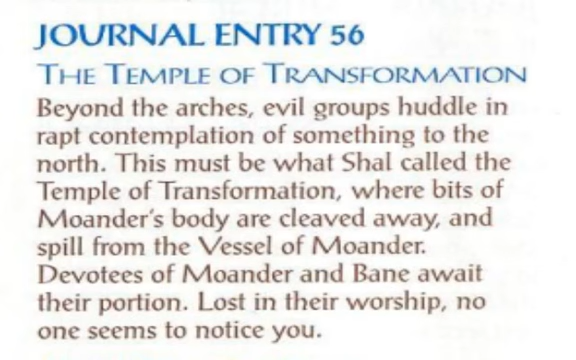 JOURNAL ENTRY 56
THE TEMPLE OF TRANSFORMATION
Beyond the arches, evil groups huddle in
rapt contemplation of something to the
north. This must be what Shal called the
Temple of Transformation, where bits of
Moander's body are cleaved away, and
spill from the Vessel of Moander.
Devotees of Moander and Bane await
their portion. Lost in their worship, no
one seems to notice you.